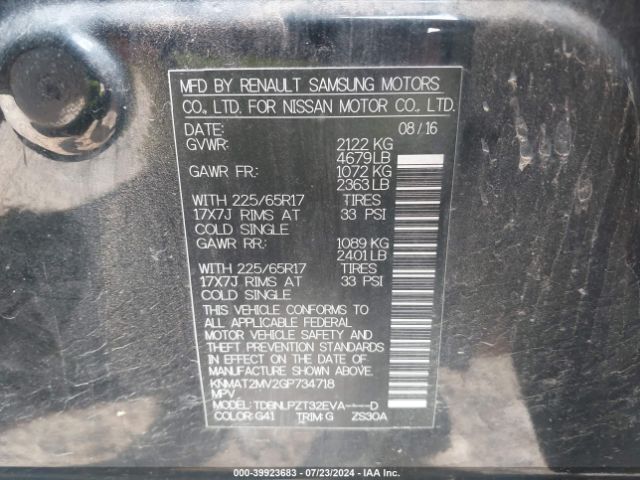 MFD BY RENAULT SAMSUNG MOTORS
CO., LTD. FOR NISSAN MOTOR CO., LTD.
DATE: 08/16
GVWR: 2122 KG
4679LB
GAWR FR: 1072 KG
2363 LB
WITH 225/65R17 TIRES
17X7J RIMS AT 33 PSI
COLD SINGLE
GAWR RR: 1089 KG
2401 LB
WITH 225/65R17 TIRES
17X7J RIMS AT 33 PSI
COLD SINGLE
THIS VEHICLE CONFORMS TO
ALL APPLICABLE FEDERAL
MOTOR VEHICLE SAFETY AND
THEFT PREVENTION STANDARDS
IN EFFECT ON THE DATE OF
MANUFACTURE SHOWN ABOVE.
KNMAT2MV2GP734718
MPV
MODEL: TDBNLPZT32EVA----D
COLOR: G41 TRIM: G ZS30A
000-39923683 - 07/23/2024 - IAA Inc.